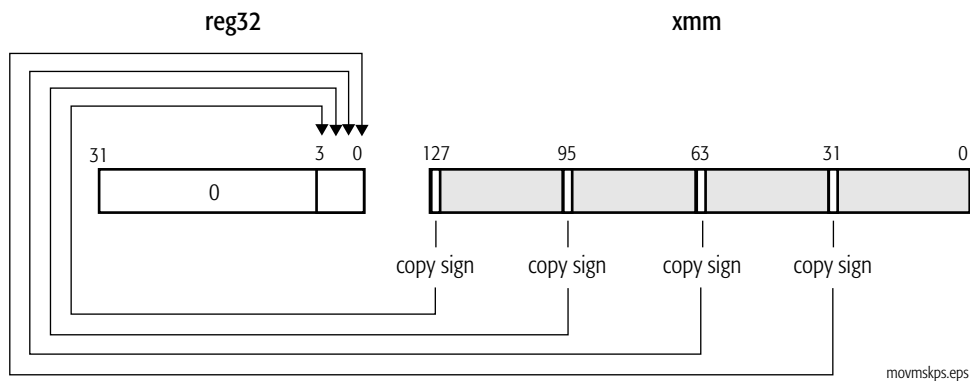 reg32 xmm
31 3 0 127 95 63 31 0
0
copy sign copy sign copy sign copy sign
movmskps.eps